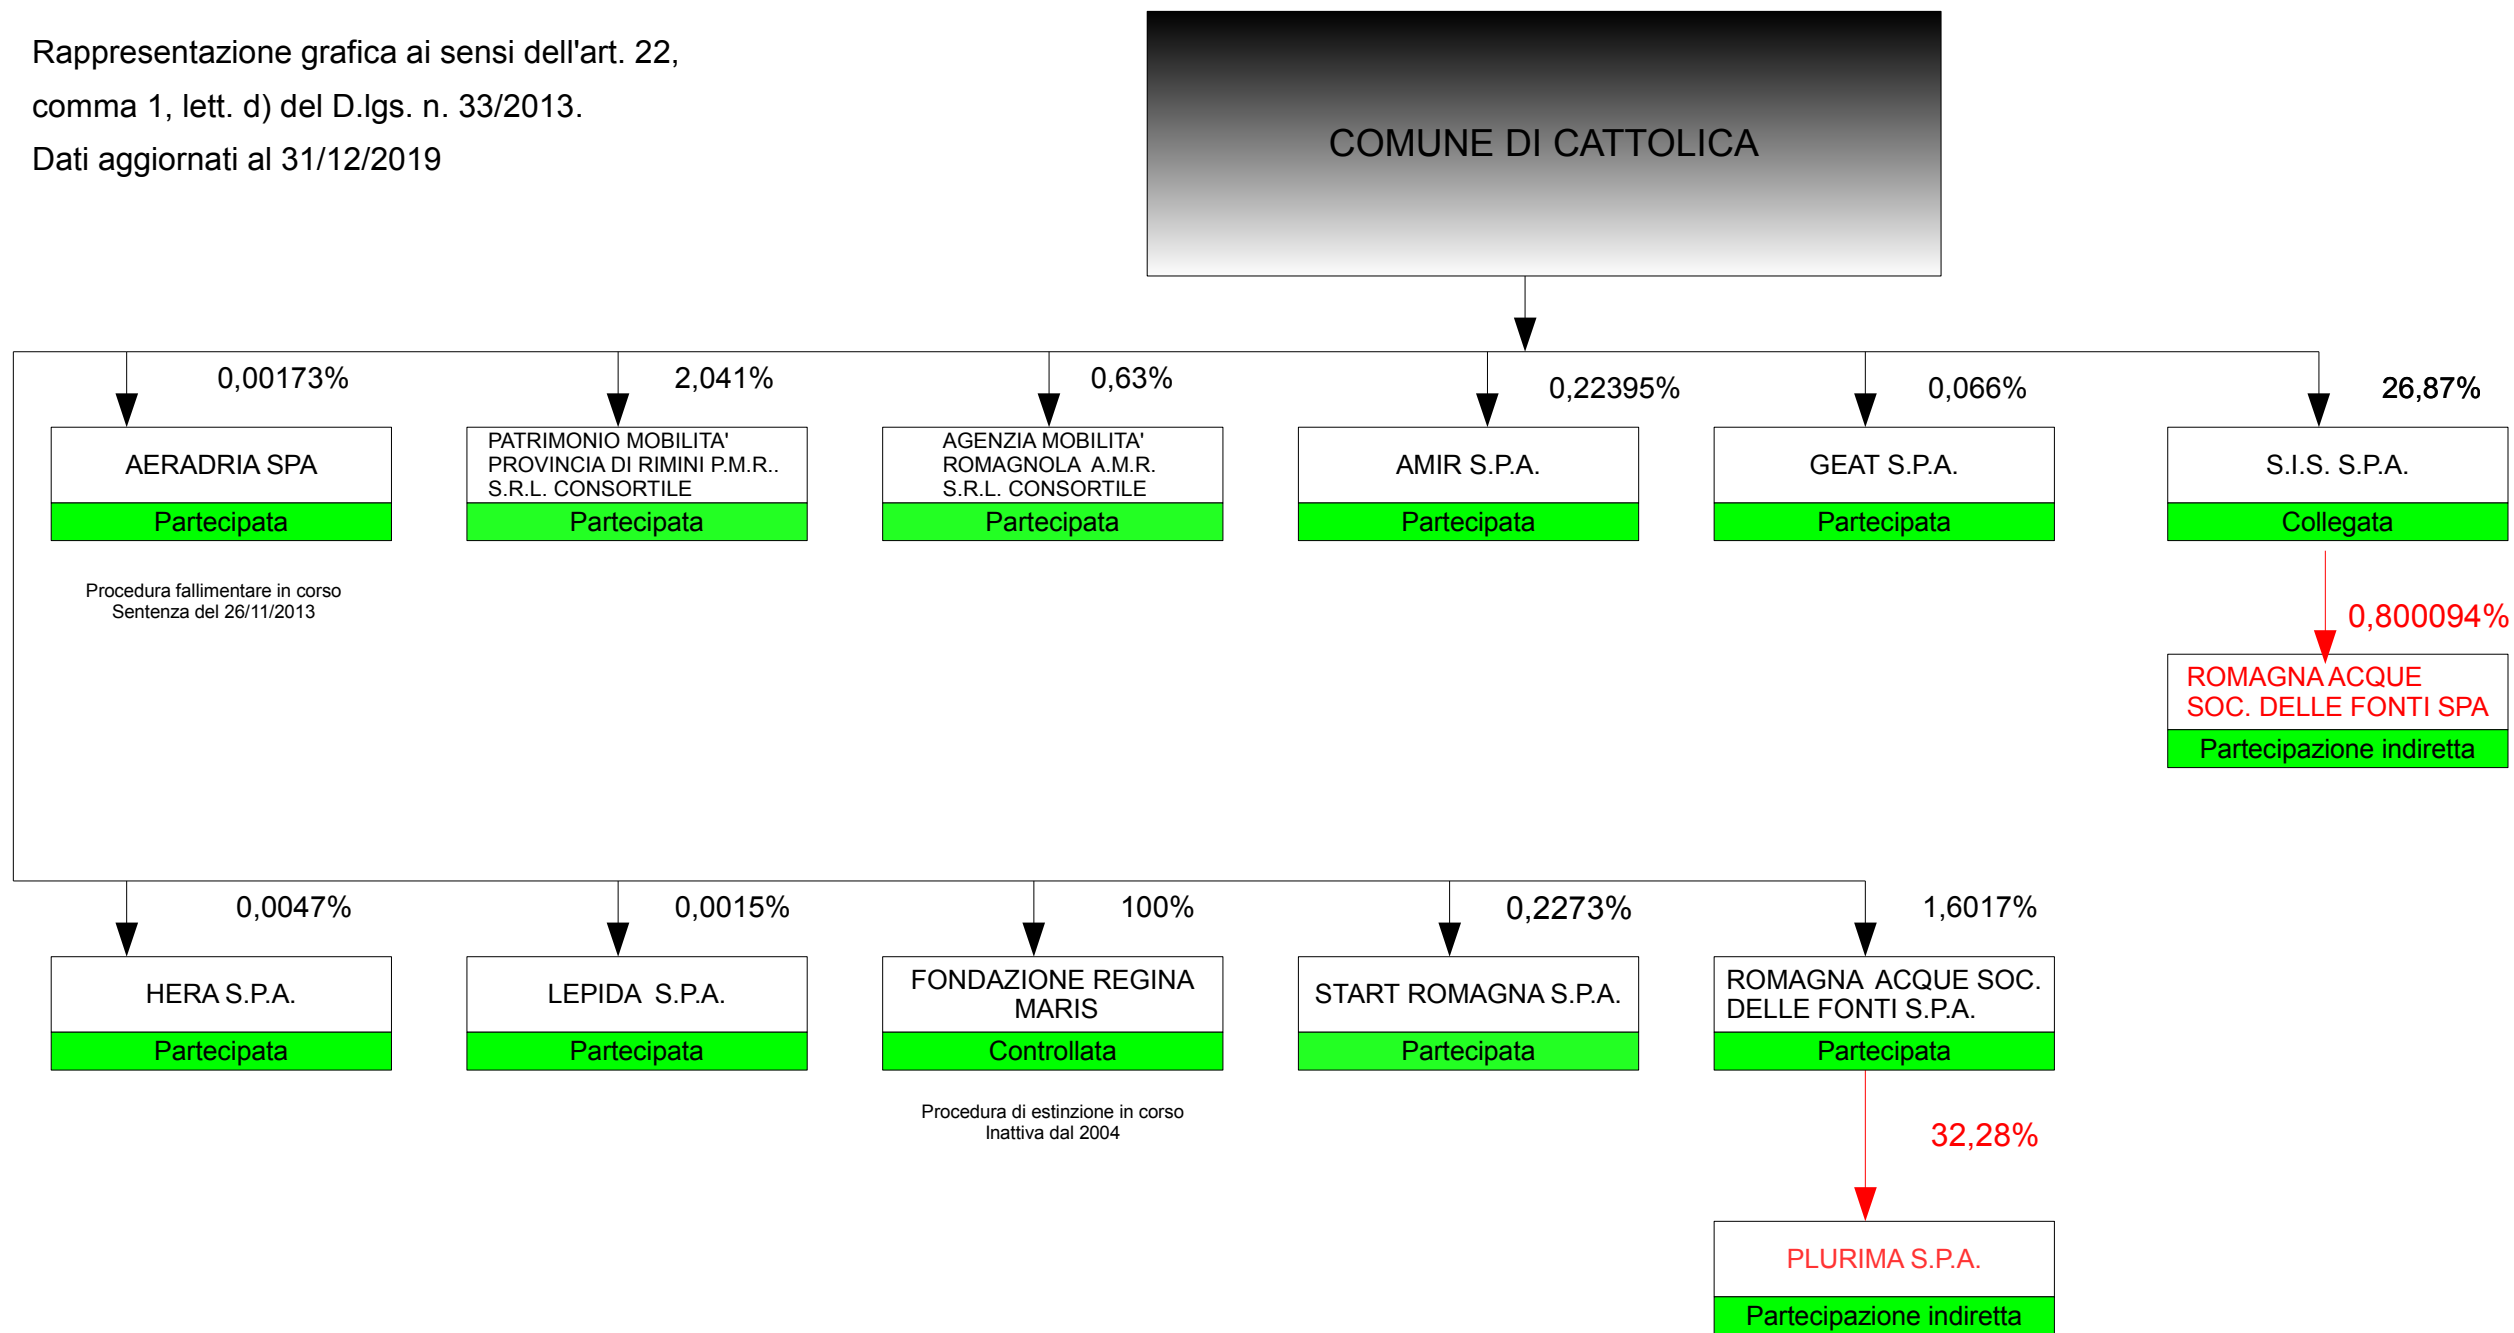 Rappresentazione grafica ai sensi dell'art. 22,
comma 1, lett. d) del D.lgs. n. 33/2013.
Dati aggiornati al 31/12/2019
COMUNE DI CATTOLICA
0,00173%
2,041%
0,63%
0,22395%
0,066%
26,87%
AERADRIA SPA
Partecipata
PATRIMONIO MOBILITA'
PROVINCIA DI RIMINI P.M.R..
S.R.L. CONSORTILE
Partecipata
AGENZIA MOBILITA'
ROMAGNOLA A.M.R.
S.R.L. CONSORTILE
Partecipata
AMIR S.P.A.
Partecipata
GEAT S.P.A.
Partecipata
S.I.S. S.P.A.
Collegata
Procedura fallimentare in corso
Sentenza del 26/11/2013
0,800094%
ROMAGNA ACQUE
SOC. DELLE FONTI SPA
Partecipazione indiretta
0,0047%
0,0015%
100%
0,2273%
1,6017%
HERA S.P.A.
Partecipata
LEPIDA S.P.A.
Partecipata
FONDAZIONE REGINA
MARIS
Controllata
START ROMAGNA S.P.A.
Partecipata
ROMAGNA ACQUE SOC.
DELLE FONTI S.P.A.
Partecipata
Procedura di estinzione in corso
Inattiva dal 2004
32,28%
PLURIMA S.P.A.
Partecipazione indiretta